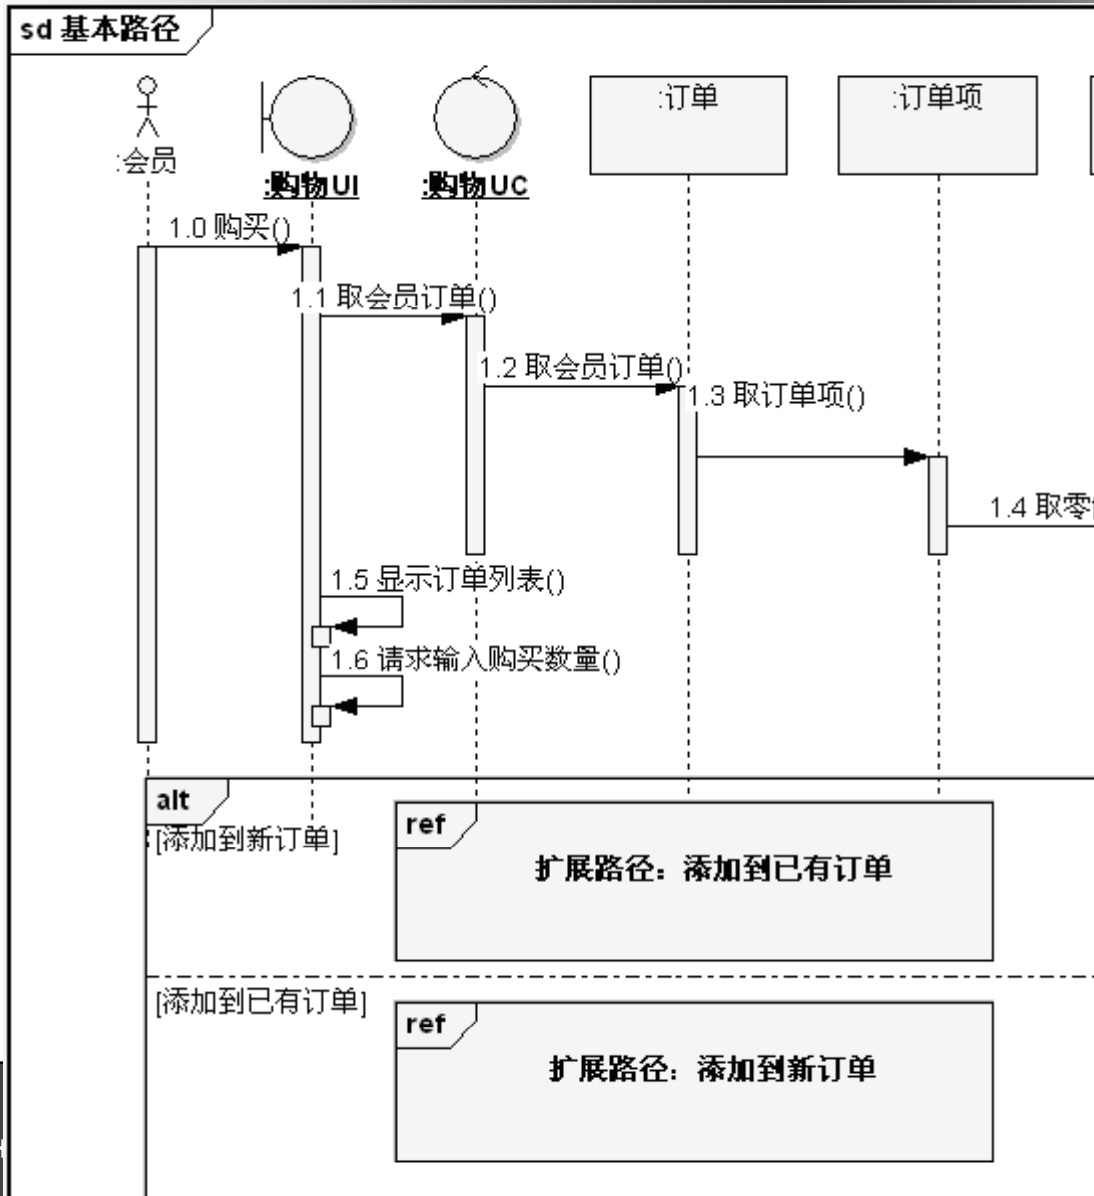 sd 基本路径
:会员
:购物UI
:购物UC
:订单
:订单项
1.0 购买()
1.1 取会员订单()
1.2 取会员订单()
1.3 取订单项()
1.4 取零
1.5 显示订单列表()
1.6 请求输入购买数量()
alt
[添加到新订单]
ref
扩展路径：添加到已有订单
[添加到已有订单]
ref
扩展路径：添加到新订单